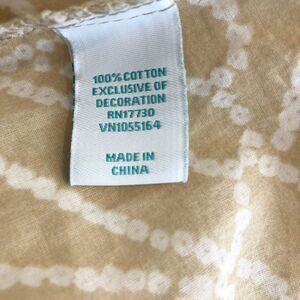 100% COTTON
EXCLUSIVE OF
DECORATION
RN17730
VN1055164
MADE IN
CHINA